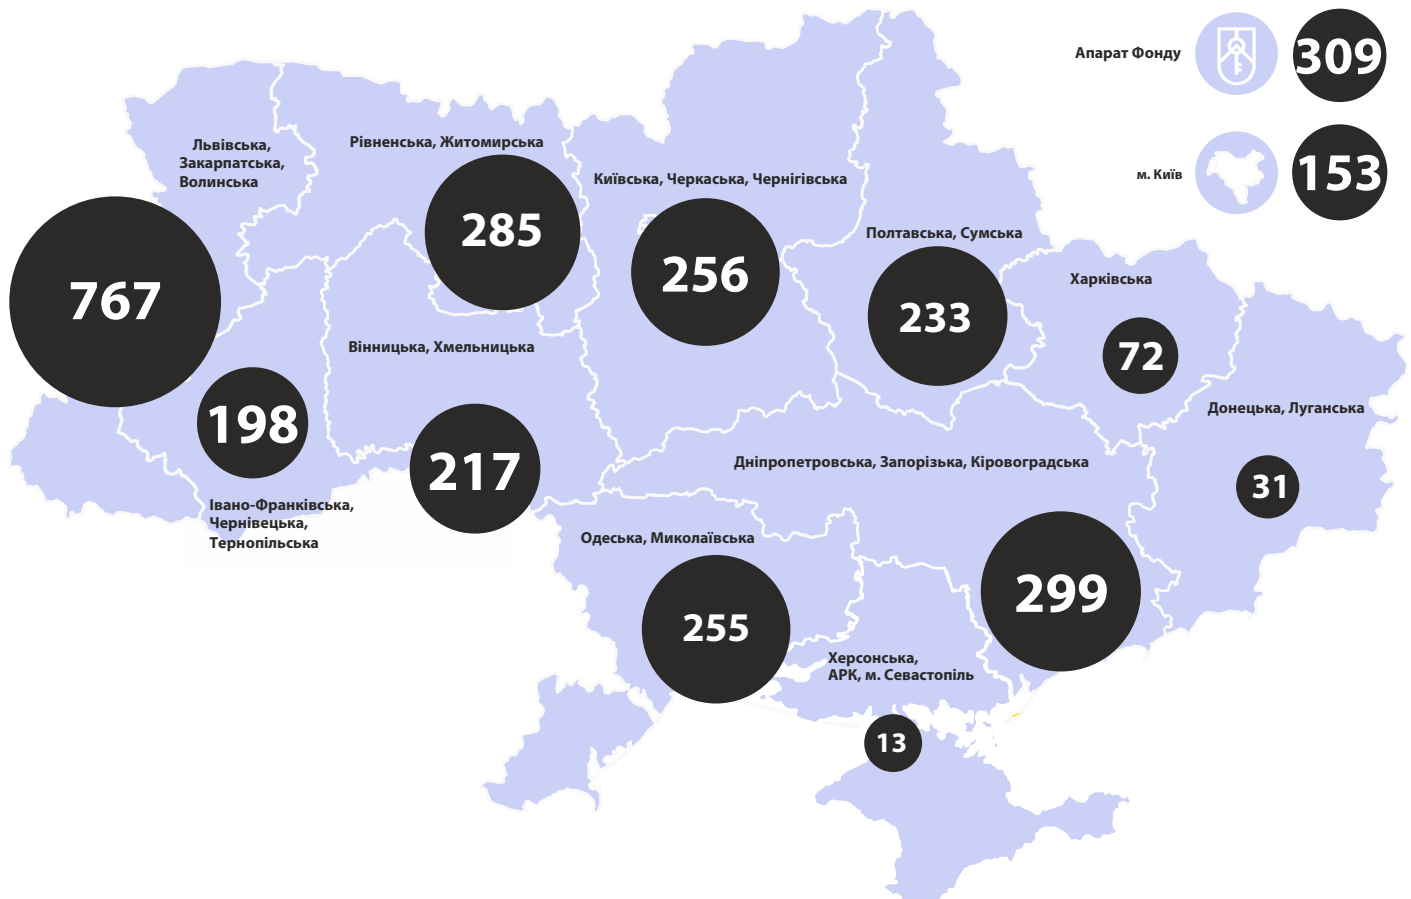 Апарат Фонду
309
м. Київ
153
Львівська,
Закарпатська,
Волинська
767
Рівненська, Житомирська
285
Київська, Черкаська, Чернігівська
256
Полтавська, Сумська
233
Харківська
72
Вінницька, Хмельницька
217
198
Івано-Франківська,
Чернівецька,
Тернопільська
Донецька, Луганська
31
Дніпропетровська, Запорізька, Кіровоградська
299
Одеська, Миколаївська
255
Херсонська,
АРК, м. Севастопіль
13